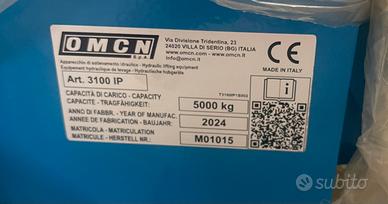 OMCN
S.P.A.
Via Divisione Tridentina, 23
24020 VILLA DI SERIO (BG) ITALIA
www.omcn.it - omcn@omcn.it
Apparecchio di sollevamento idraulico - Hydraulic lifting equipment
Equipement hydraulique de levage - Hydraulische hubgeräte
CE
MADE IN ITALY
Art. 3100 IP
CAPACITÀ DI CARICO - CAPACITY
CAPACITE - TRAGFÄHIGKEIT:
5000 kg
ANNO DI FABBR. - YEAR OF MANUFAC.
ANNEE DE FABRICATION - BAUJAHR:
2024
MATRICOLA - MATRICULATION
MATRICULE - HERSTELL NR:
M01015
subito